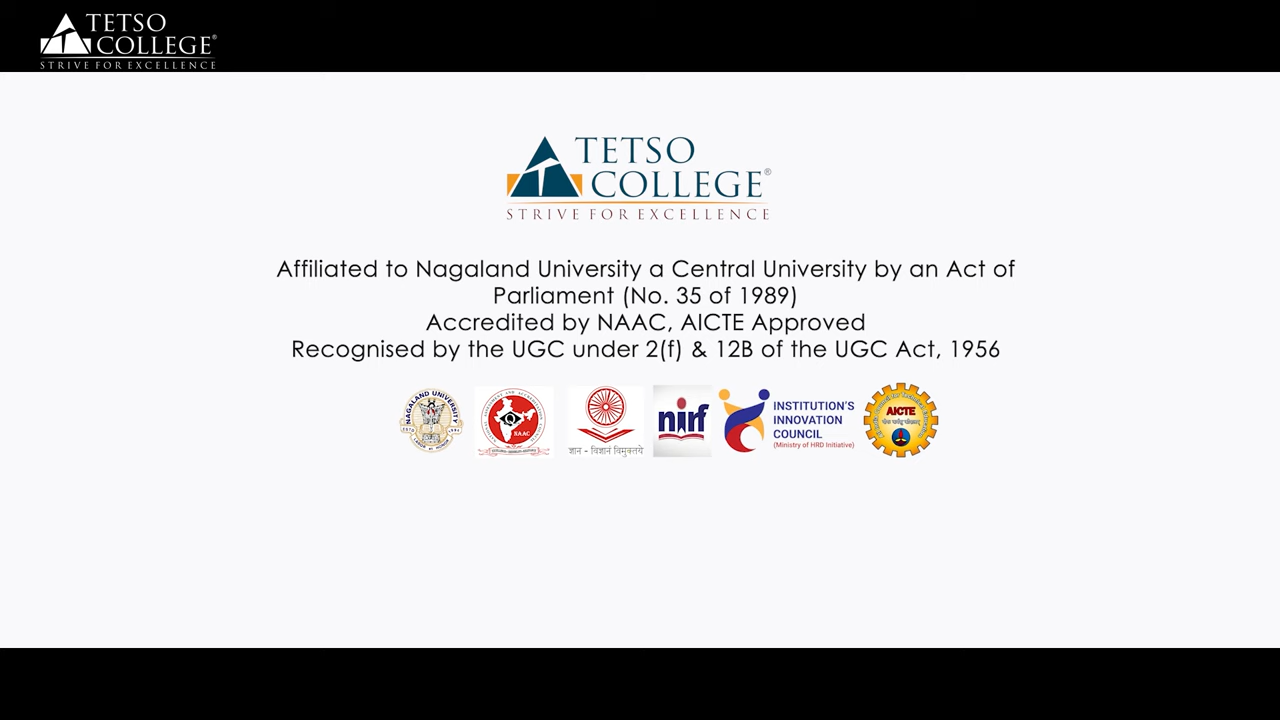 TETSO
COLLEGE®
STRIVE FOR EXCELLENCE
TETSO
COLLEGE®
STRIVE FOR EXCELLENCE
Affiliated to Nagaland University a Central University by an Act of
Parliament (No. 35 of 1989)
Accredited by NAAC, AICTE Approved
Recognised by the UGC under 2(f) & 12B of the UGC Act, 1956
NAGALAND UNIVERSITY
NAAC
ज्ञान - विज्ञानं विमुक्तये
nirf
INSTITUTION'S
INNOVATION
COUNCIL
(Ministry of HRD Initiative)
AICTE